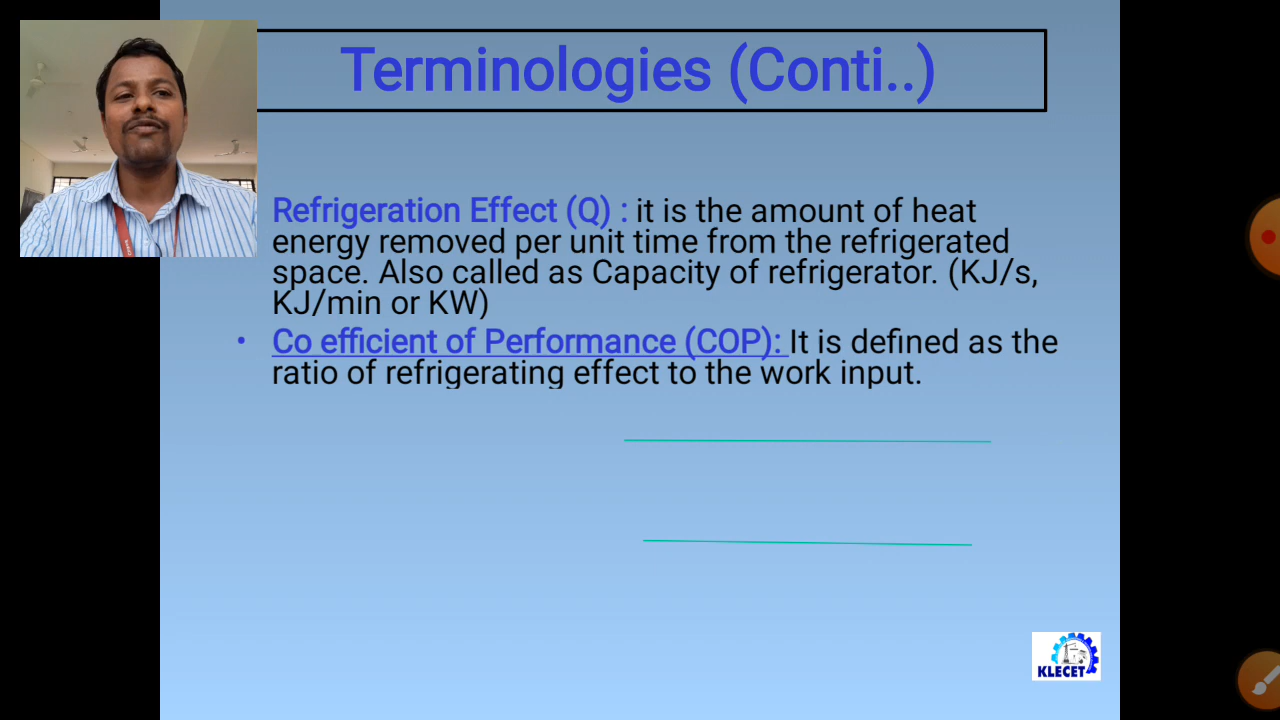 Terminologies (Conti..)
Refrigeration Effect (Q) : it is the amount of heat
energy removed per unit time from the refrigerated
space. Also called as Capacity of refrigerator. (KJ/s,
KJ/min or KW)
• Co efficient of Performance (COP): It is defined as the
ratio of refrigerating effect to the work input.
KLECET